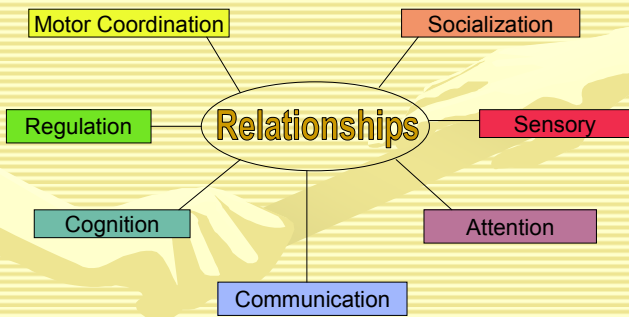 Motor Coordination
Socialization
Regulation
Relationships
Sensory
Cognition
Attention
Communication